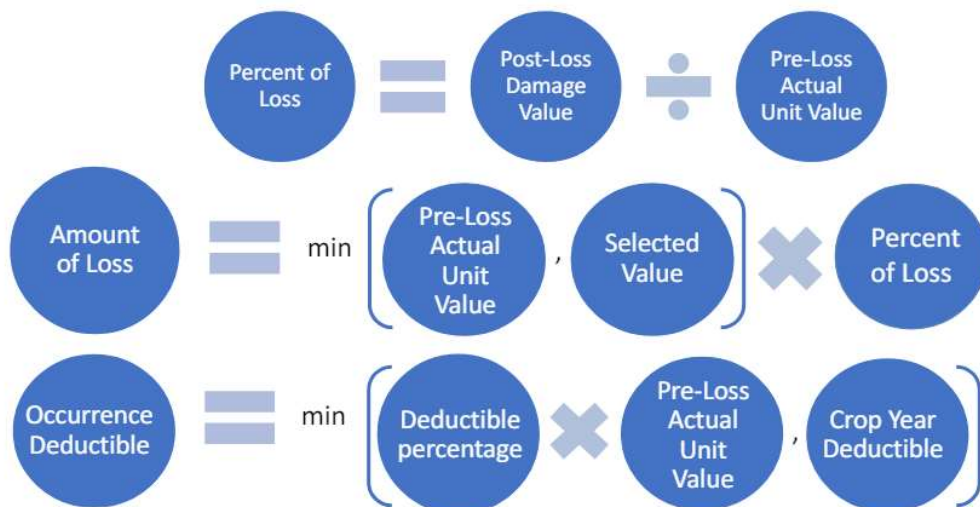 Percent of
Loss
=
Post-Loss
Damage
Value
÷
Pre-Loss
Actual
Unit Value
Amount
of Loss
=
min
[
Pre-Loss
Actual
Unit
Value
,
Selected
Value
]
×
Percent
of Loss
Occurrence
Deductible
=
min
[
Deductible
percentage
×
Pre-Loss
Actual
Unit
Value
,
Crop Year
Deductible
]